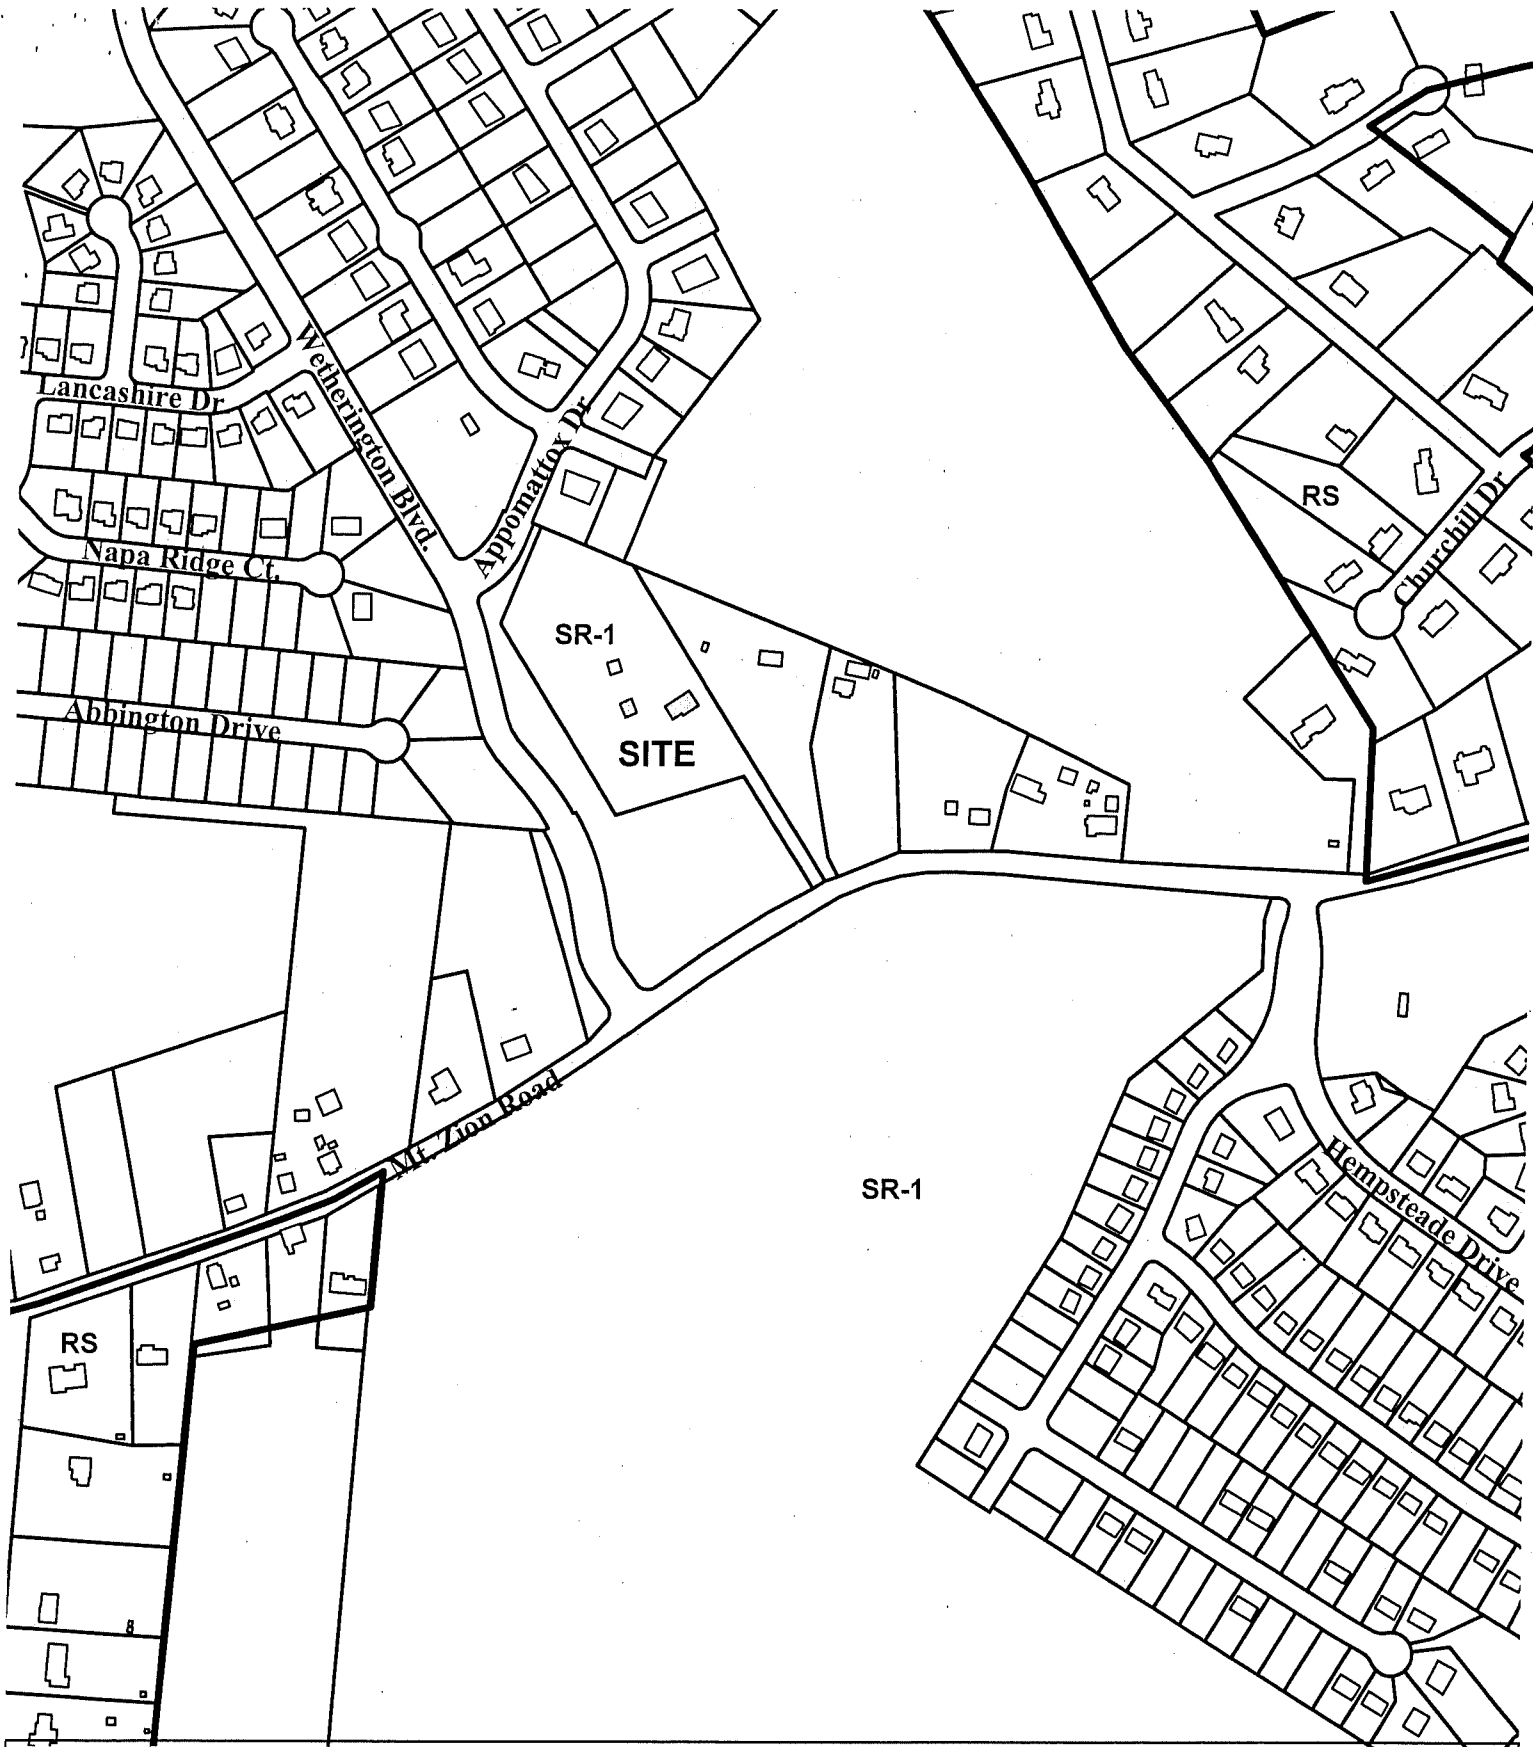 Wetherington Blvd.
Lancashire Dr
Appomattox Dr
RS
Churchill Dr
Napa Ridge Ct.
SR-1
Abbington Drive
SITE
Mt. Zion Road
SR-1
Hempsteade Drive
RS